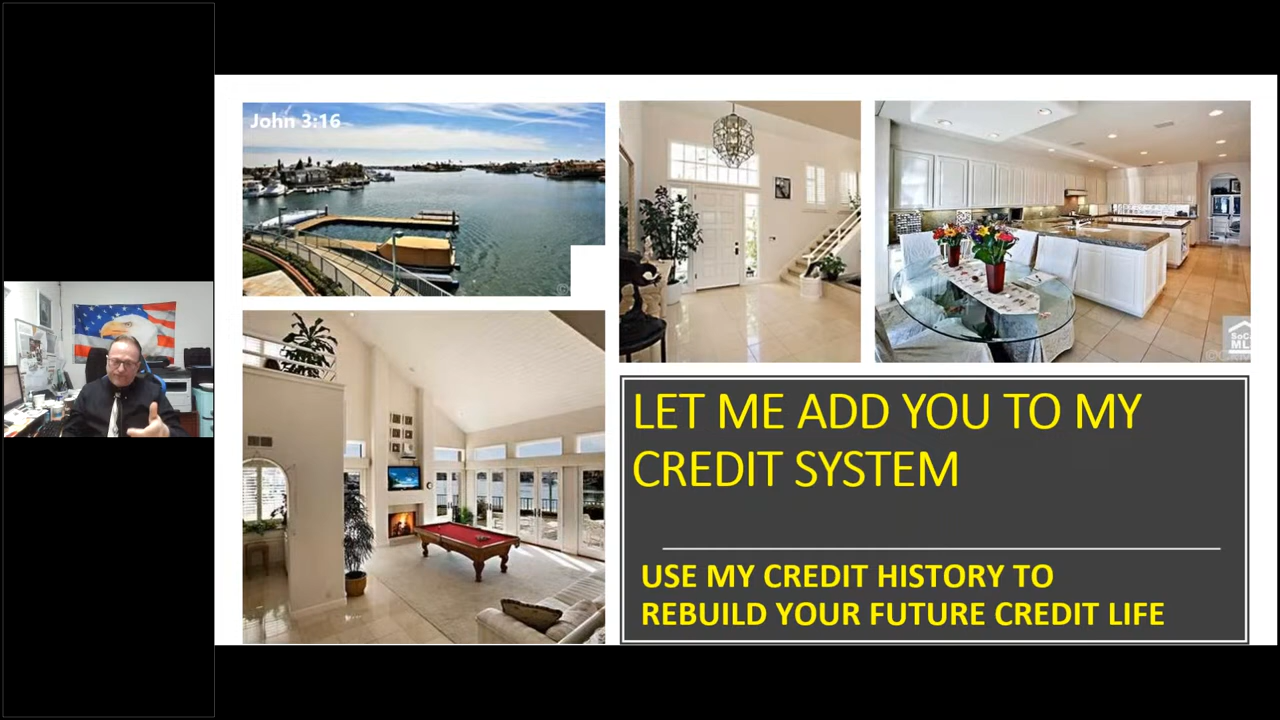 John 3:16
LET ME ADD YOU TO MY
CREDIT SYSTEM
USE MY CREDIT HISTORY TO
REBUILD YOUR FUTURE CREDIT LIFE